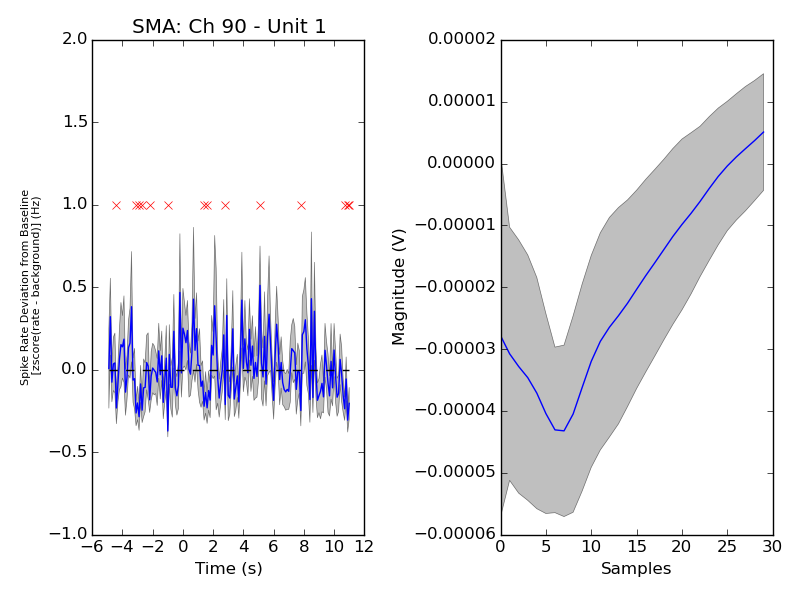 SMA: Ch 90 - Unit 1
2.0
1.5
1.0
0.5
0.0
−0.5
−1.0
−6 −4 −2 0 2 4 6 8 10 12
Time (s)
Spike Rate Deviation from Baseline
[zscore(rate - background)] (Hz)
0.00002
0.00001
0.00000
−0.00001
−0.00002
−0.00003
−0.00004
−0.00005
−0.00006
0 5 10 15 20 25 30
Samples
Magnitude (V)